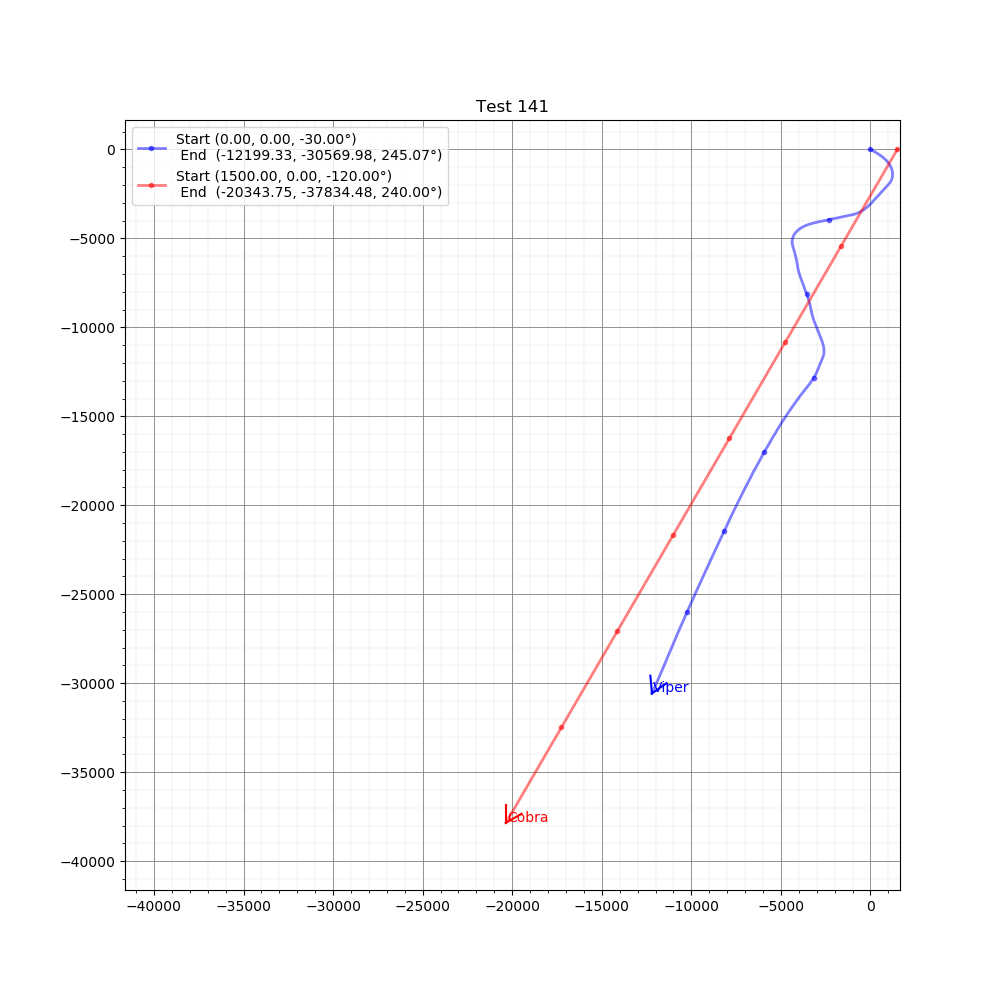 Test 141
Start (0.00, 0.00, -30.00°)
End  (-12199.33, -30569.98, 245.07°)
Start (1500.00, 0.00, -120.00°)
End  (-20343.75, -37834.48, 240.00°)
0
−5000
−10000
−15000
−20000
−25000
−30000
−35000
−40000
Viper
Cobra
−40000 −35000 −30000 −25000 −20000 −15000 −10000 −5000 0